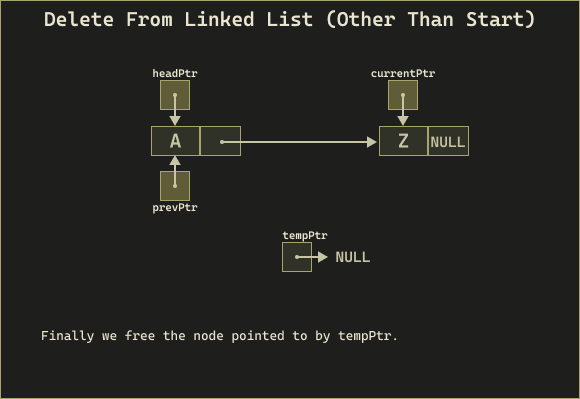 Delete From Linked List (Other Than Start)
headPtr
currentPtr
A
Z
NULL
prevPtr
tempPtr
NULL
Finally we free the node pointed to by tempPtr.